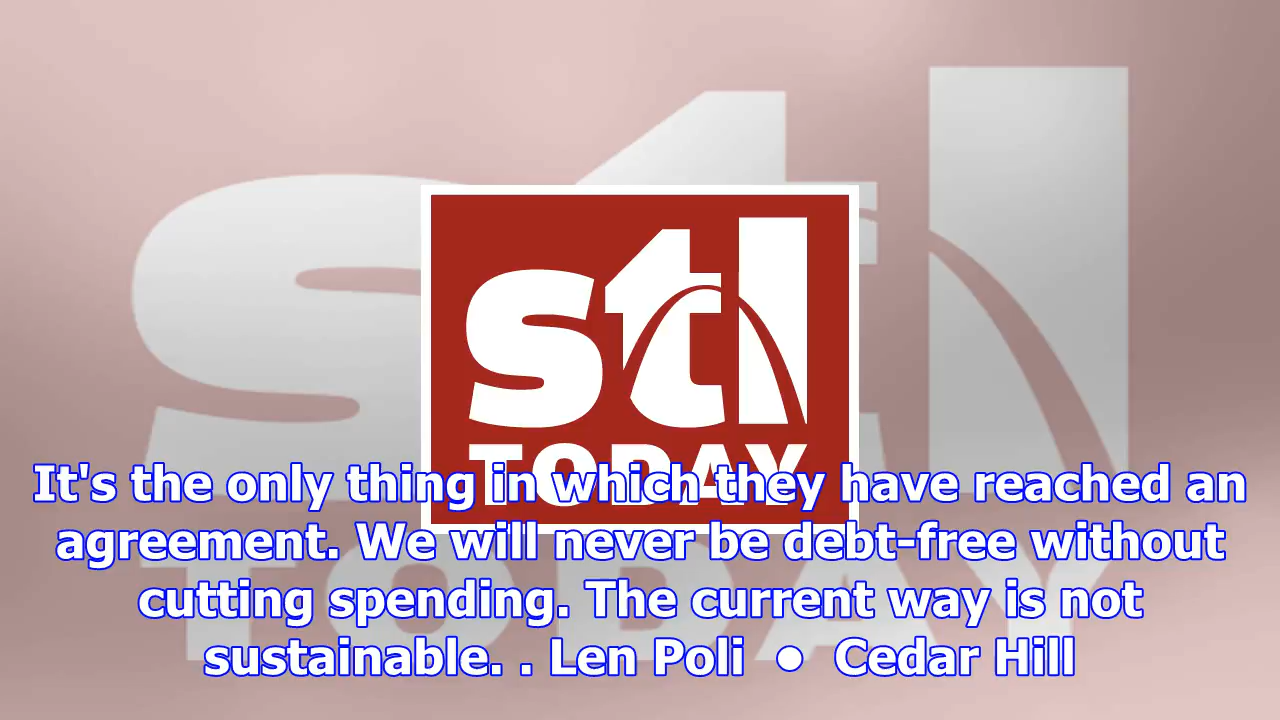 stl
TODAY
It's the only thing in which they have reached an
agreement. We will never be debt-free without
cutting spending. The current way is not
sustainable. . Len Poli ● Cedar Hill